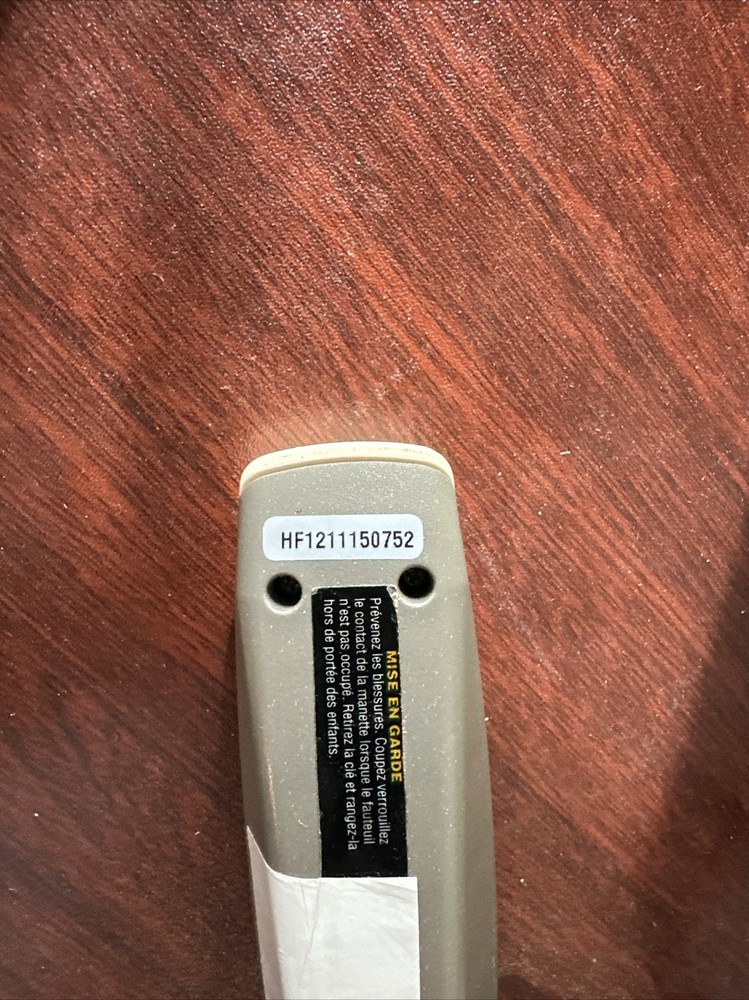 HF1211150752
MISE EN GARDE
Prévenez les blessures. Coupez verrouillez
le contact de la manette lorsque le fauteuil
n'est pas occupé. Retirez la clé et rangez-la
hors de portée des enfants.